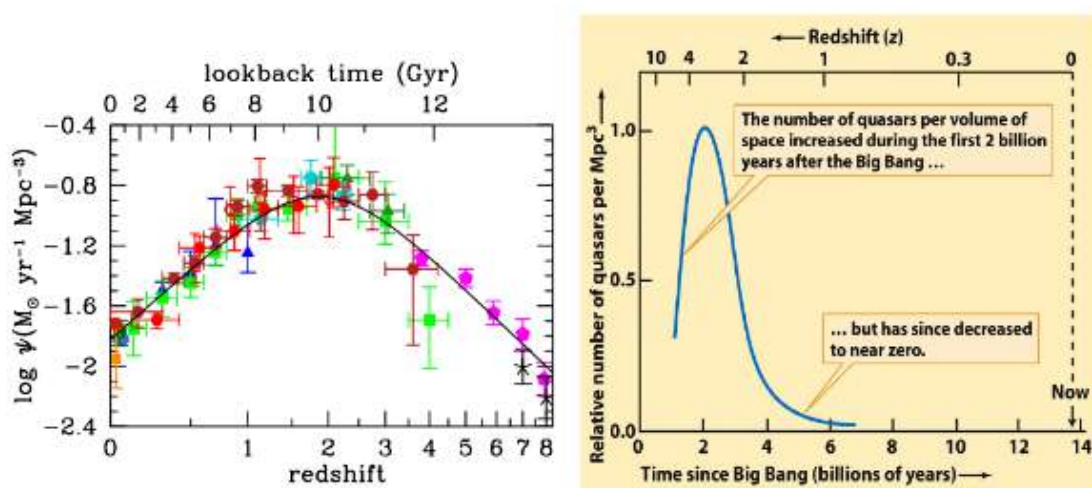 lookback time (Gyr)
0 2 4 6 8 10 12
-0.4
-0.8
-1.2
-1.6
-2
-2.4
log ψ(M⊙ yr⁻¹ Mpc⁻³)
0 1 2 3 4 5 6 7 8
redshift
←Redshift (z)
10 4 2 1 0.3 0
Relative number of quasars per Mpc³→
1.0
0.5
0.0
The number of quasars per volume of
space increased during the first 2 billion
years after the Big Bang ...
... but has since decreased
to near zero.
Now
0 2 4 6 8 10 12 14
Time since Big Bang (billions of years)→